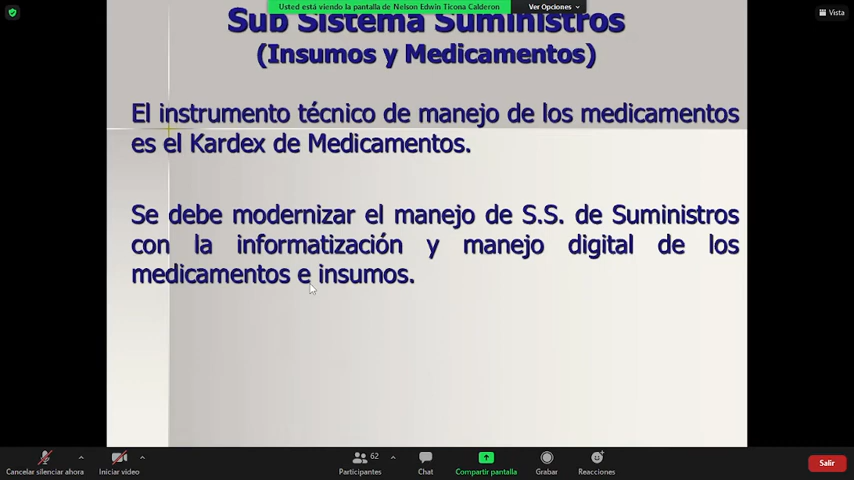 Usted está viendo la pantalla de Nelson Edwin Ticona Calderon
Ver Opciones
Vista
Sub Sistema Suministros
(Insumos y Medicamentos)
El instrumento técnico de manejo de los medicamentos
es el Kardex de Medicamentos.
Se debe modernizar el manejo de S.S. de Suministros
con la informatización y manejo digital de los
medicamentos e insumos.
62
Cancelar silenciar ahora
Iniciar video
Participantes
Chat
Compartir pantalla
Grabar
Reacciones
Salir